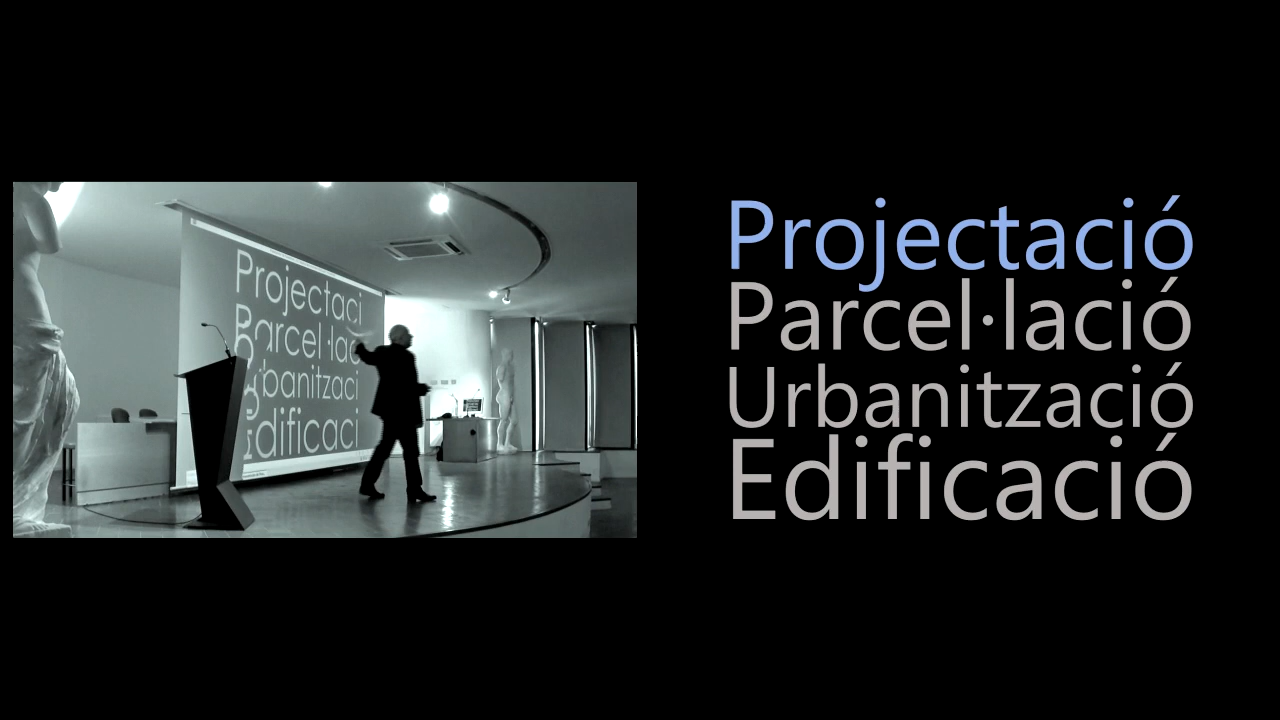 Projectaci
Parcel·lac
rbanitzaci
dificaci
Projectació
Parcel·lació
Urbanització
Edificació